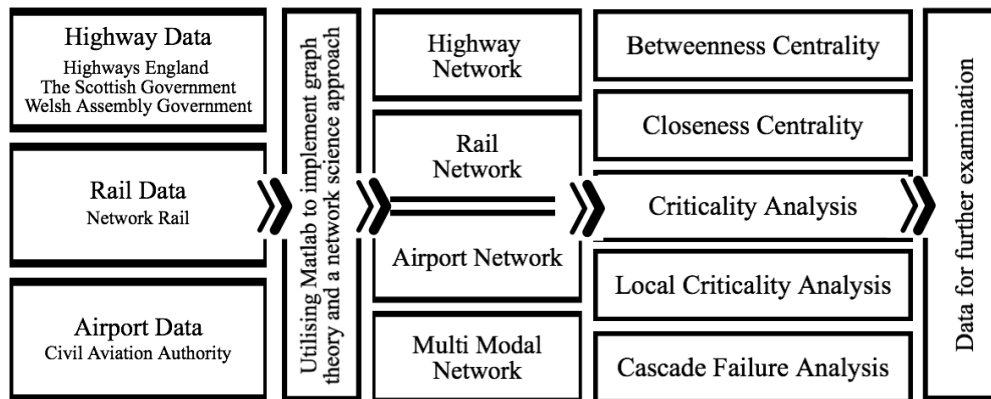 Highway Data
Highways England
The Scottish Government
Welsh Assembly Government
Rail Data
Network Rail
Airport Data
Civil Aviation Authority
Utilising Matlab to implement graph
theory and a network science approach
Highway
Network
Rail
Network
Airport Network
Multi Modal
Network
Betweenness Centrality
Closeness Centrality
Criticality Analysis
Local Criticality Analysis
Cascade Failure Analysis
Data for further examination